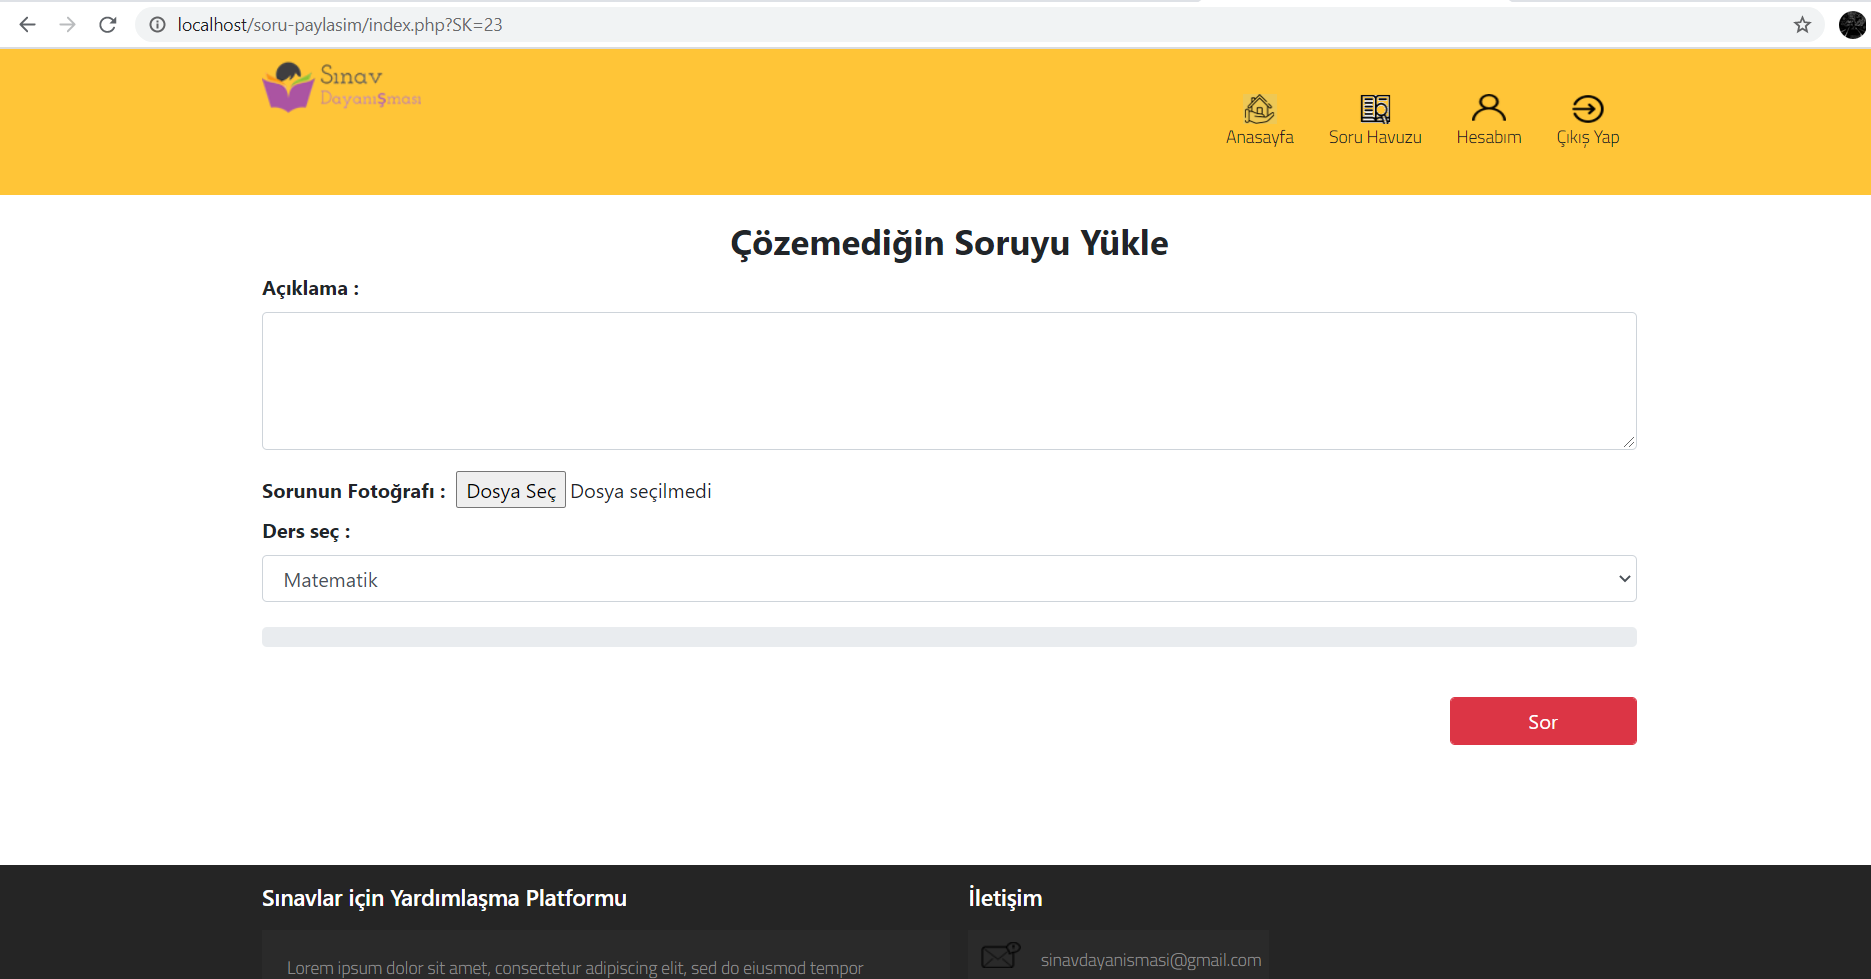 localhost/soru-paylasim/index.php?SK=23
Sınav
Dayanışması
Anasayfa
Soru Havuzu
Hesabım
Çıkış Yap
Çözemediğin Soruyu Yükle
Açıklama :
Sorunun Fotoğrafı : Dosya Seç Dosya seçilmedi
Ders seç :
Matematik
Sor
Sınavlar için Yardımlaşma Platformu
Lorem ipsum dolor sit amet, consectetur adipiscing elit, sed do eiusmod tempor
İletişim
sinavdayanismasi@gmail.com